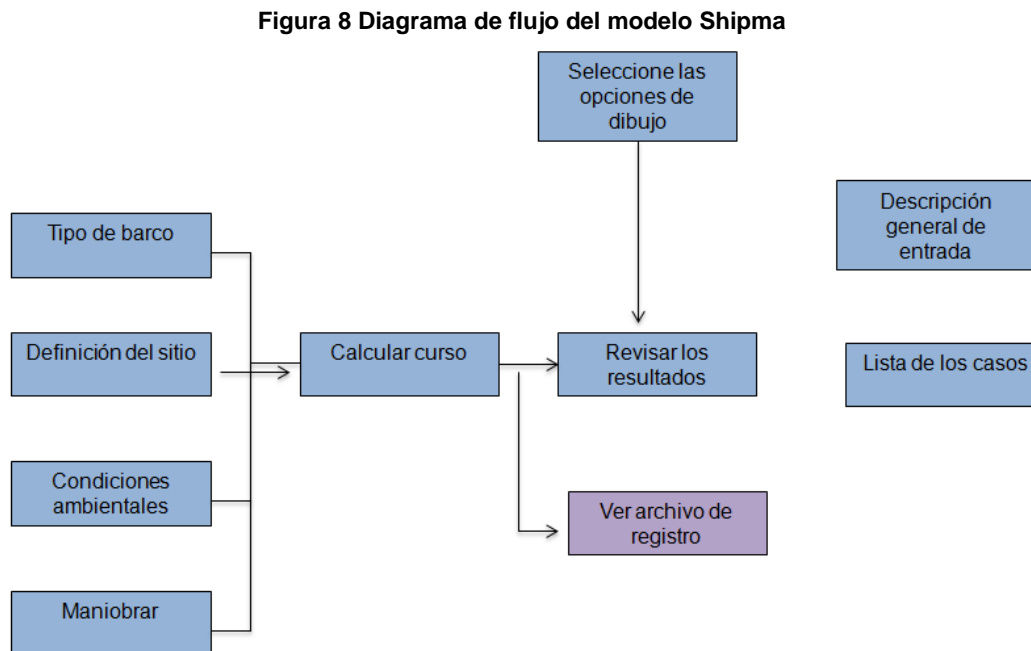 Figura 8 Diagrama de flujo del modelo Shipma
Seleccione las
opciones de
dibujo
Descripción
general de
entrada
Tipo de barco
Definición del sitio
Calcular curso
Revisar los
resultados
Lista de los casos
Condiciones
ambientales
Ver archivo de
registro
Maniobrar